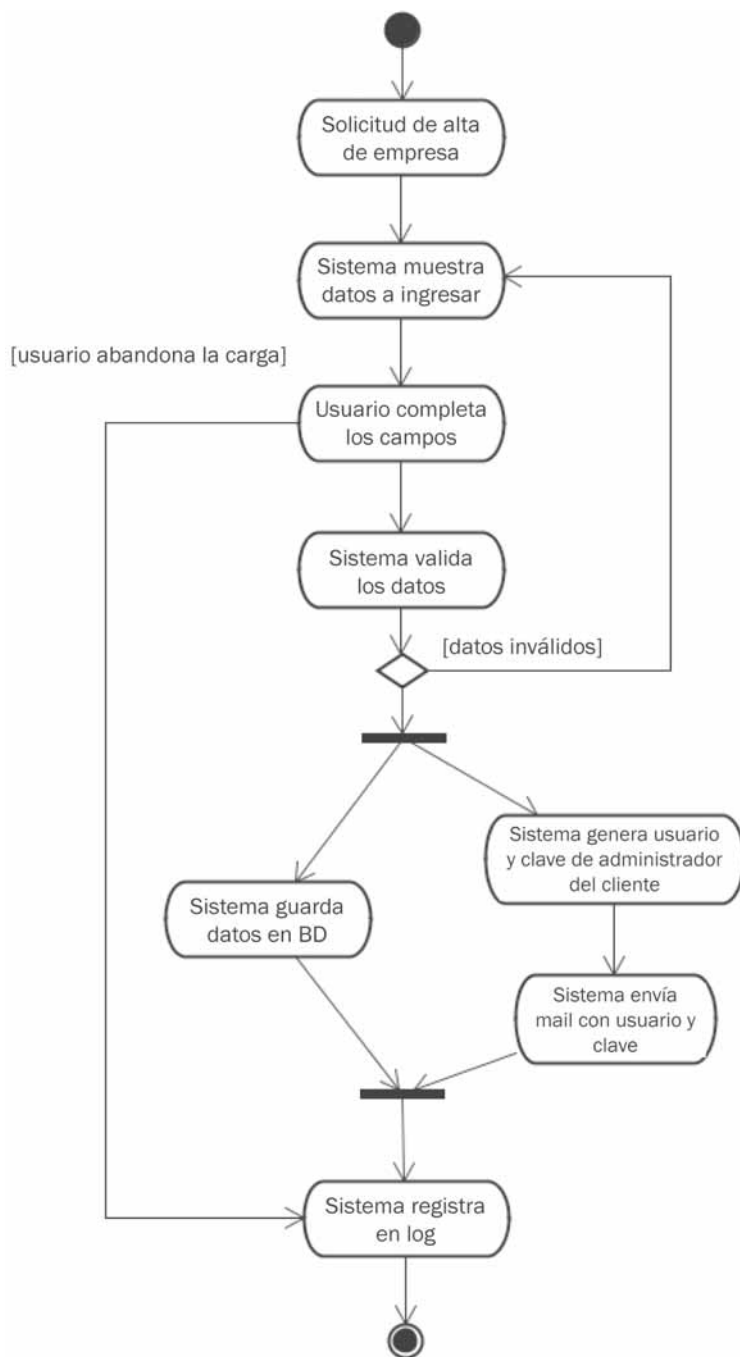 Solicitud de alta
de empresa
Sistema muestra
datos a ingresar
[usuario abandona la carga]
Usuario completa
los campos
Sistema valida
los datos
[datos inválidos]
Sistema genera usuario
y clave de administrador
del cliente
Sistema guarda
datos en BD
Sistema envía
mail con usuario y
clave
Sistema registra
en log